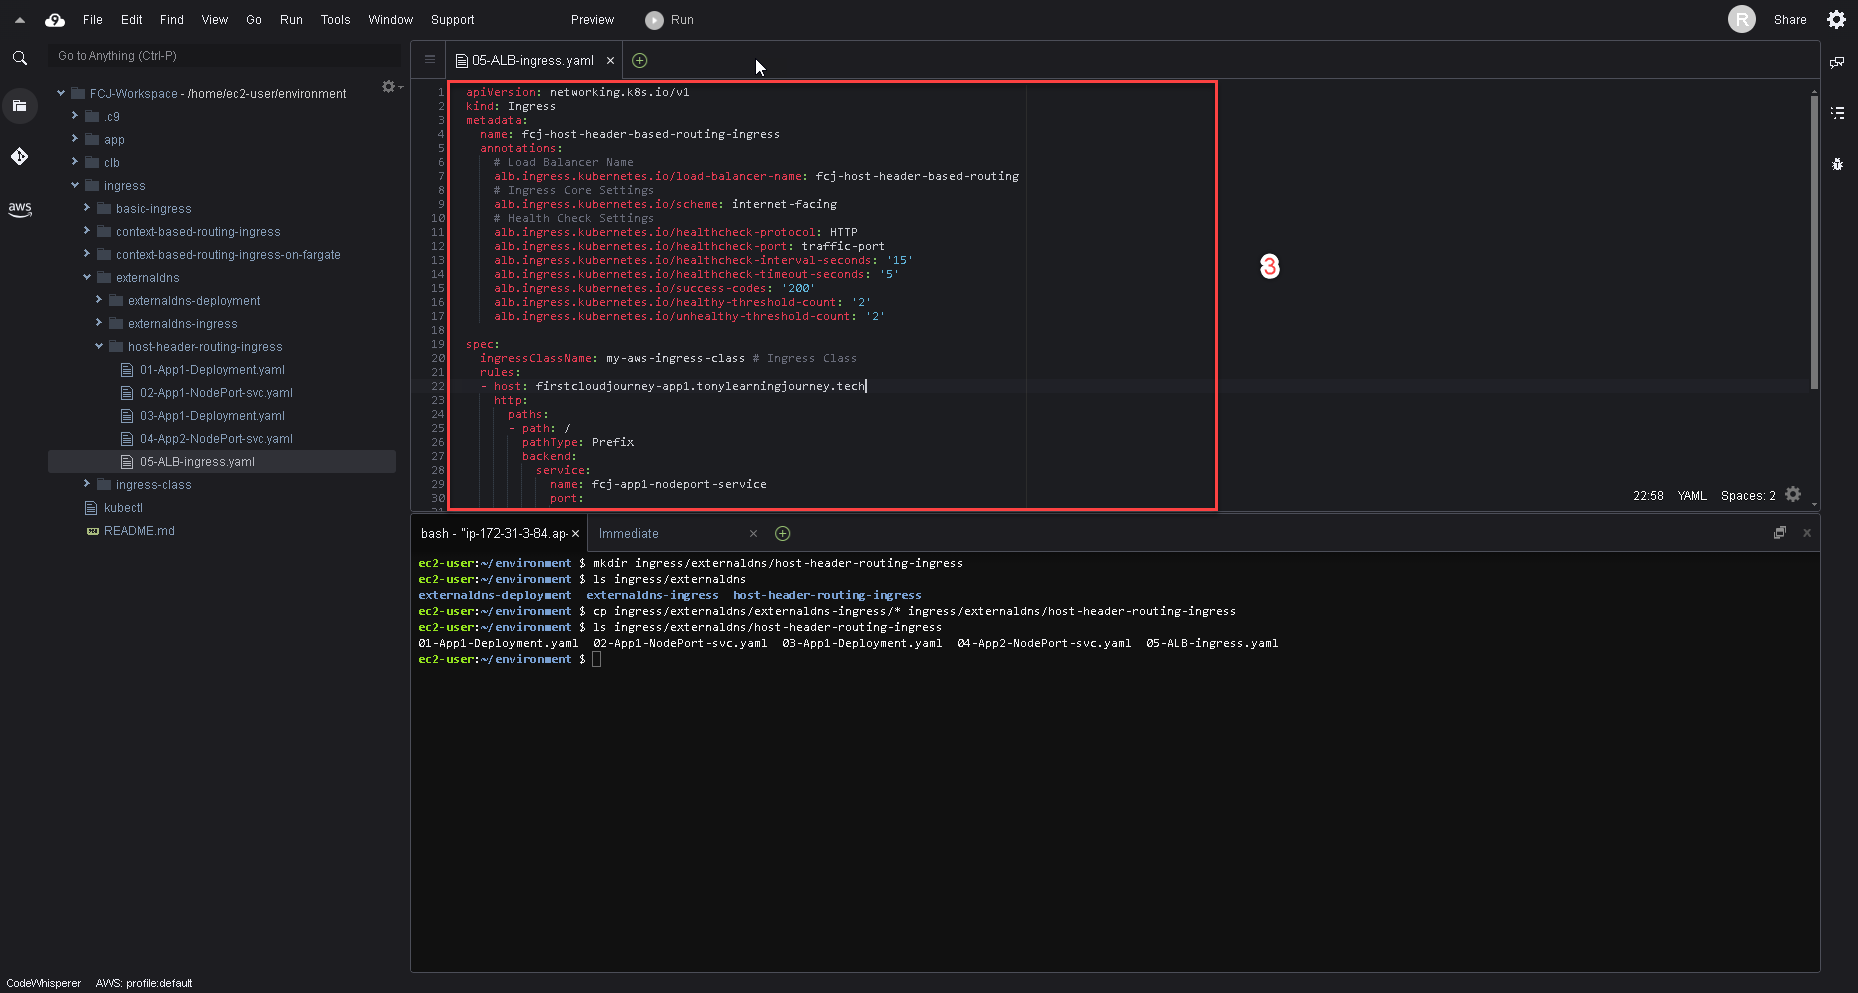 9 File Edit Find View Go Run Tools Window Support Preview Run R Share
Go to Anything (Ctrl-P)
FCJ-Workspace - /home/ec2-user/environment
.c9
app
clb
ingress
basic-ingress
context-based-routing-ingress
context-based-routing-ingress-on-fargate
externaldns
externaldns-deployment
externaldns-ingress
host-header-routing-ingress
01-App1-Deployment.yaml
02-App1-NodePort-svc.yaml
03-App1-Deployment.yaml
04-App2-NodePort-svc.yaml
05-ALB-ingress.yaml
ingress-class
kubectl
README.md
aws
05-ALB-ingress.yaml
1 apiVersion: networking.k8s.io/v1
2 kind: Ingress
3 metadata:
4 name: fcj-host-header-based-routing-ingress
5 annotations:
6 # Load Balancer Name
7 alb.ingress.kubernetes.io/load-balancer-name: fcj-host-header-based-routing
8 # Ingress Core Settings
9 alb.ingress.kubernetes.io/scheme: internet-facing
10 # Health Check Settings
11 alb.ingress.kubernetes.io/healthcheck-protocol: HTTP
12 alb.ingress.kubernetes.io/healthcheck-port: traffic-port
13 alb.ingress.kubernetes.io/healthcheck-interval-seconds: '15'
14 alb.ingress.kubernetes.io/healthcheck-timeout-seconds: '5'
15 alb.ingress.kubernetes.io/success-codes: '200'
16 alb.ingress.kubernetes.io/healthy-threshold-count: '2'
17 alb.ingress.kubernetes.io/unhealthy-threshold-count: '2'
18
19 spec:
20 ingressClassName: my-aws-ingress-class # Ingress Class
21 rules:
22 - host: firstcloudjourney-app1.tonylearningjourney.tech
23 http:
24 paths:
25 - path: /
26 pathType: Prefix
27 backend:
28 service:
29 name: fcj-app1-nodeport-service
30 port:
31
3
22:58 YAML Spaces: 2
bash - "ip-172-31-3-84.ap- Immediate
ec2-user:~/environment $ mkdir ingress/externaldns/host-header-routing-ingress
ec2-user:~/environment $ ls ingress/externaldns
externaldns-deployment externaldns-ingress host-header-routing-ingress
ec2-user:~/environment $ cp ingress/externaldns/externaldns-ingress/* ingress/externaldns/host-header-routing-ingress
ec2-user:~/environment $ ls ingress/externaldns/host-header-routing-ingress
01-App1-Deployment.yaml 02-App1-NodePort-svc.yaml 03-App1-Deployment.yaml 04-App2-NodePort-svc.yaml 05-ALB-ingress.yaml
ec2-user:~/environment $
CodeWhisperer AWS: profile:default